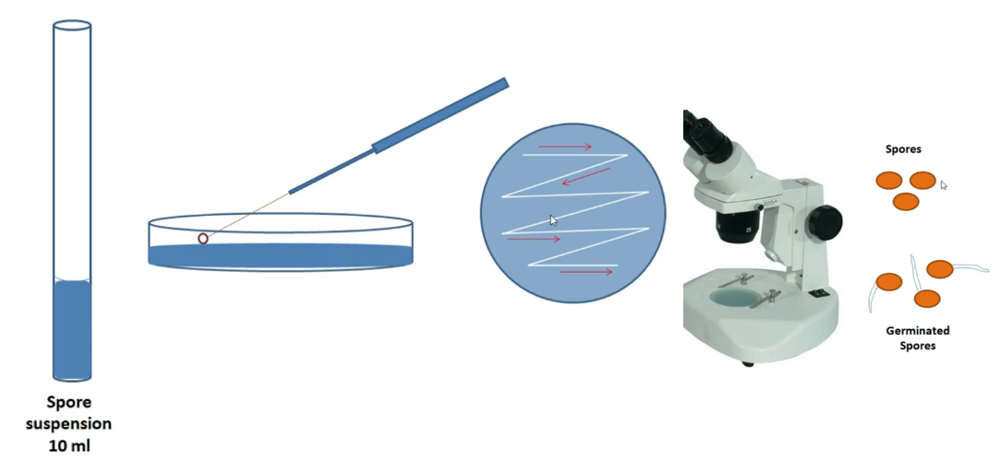 Spore
suspension
10 ml
Spores
Germinated
Spores